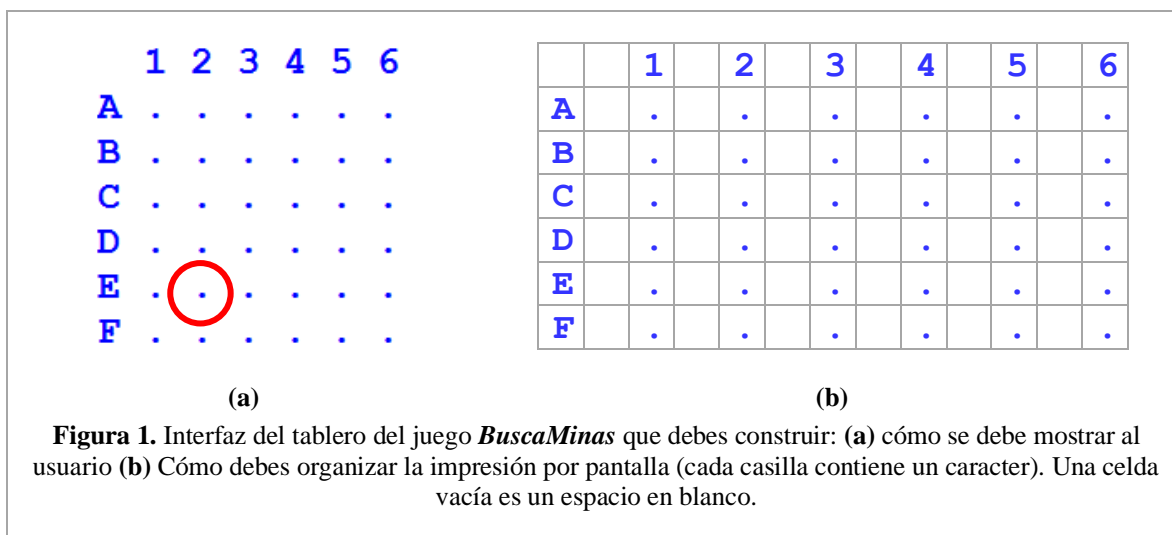 1 2 3 4 5 6
A . . . . . .
B . . . . . .
C . . . . . .
D . . . . . .
E . . . . . .
F . . . . . .
(a)
1 2 3 4 5 6
A . . . . . .
B . . . . . .
C . . . . . .
D . . . . . .
E . . . . . .
F . . . . . .
(b)
Figura 1. Interfaz del tablero del juego BuscaMinas que debes construir: (a) cómo se debe mostrar al
usuario (b) Cómo debes organizar la impresión por pantalla (cada casilla contiene un caracter). Una celda
vacía es un espacio en blanco.